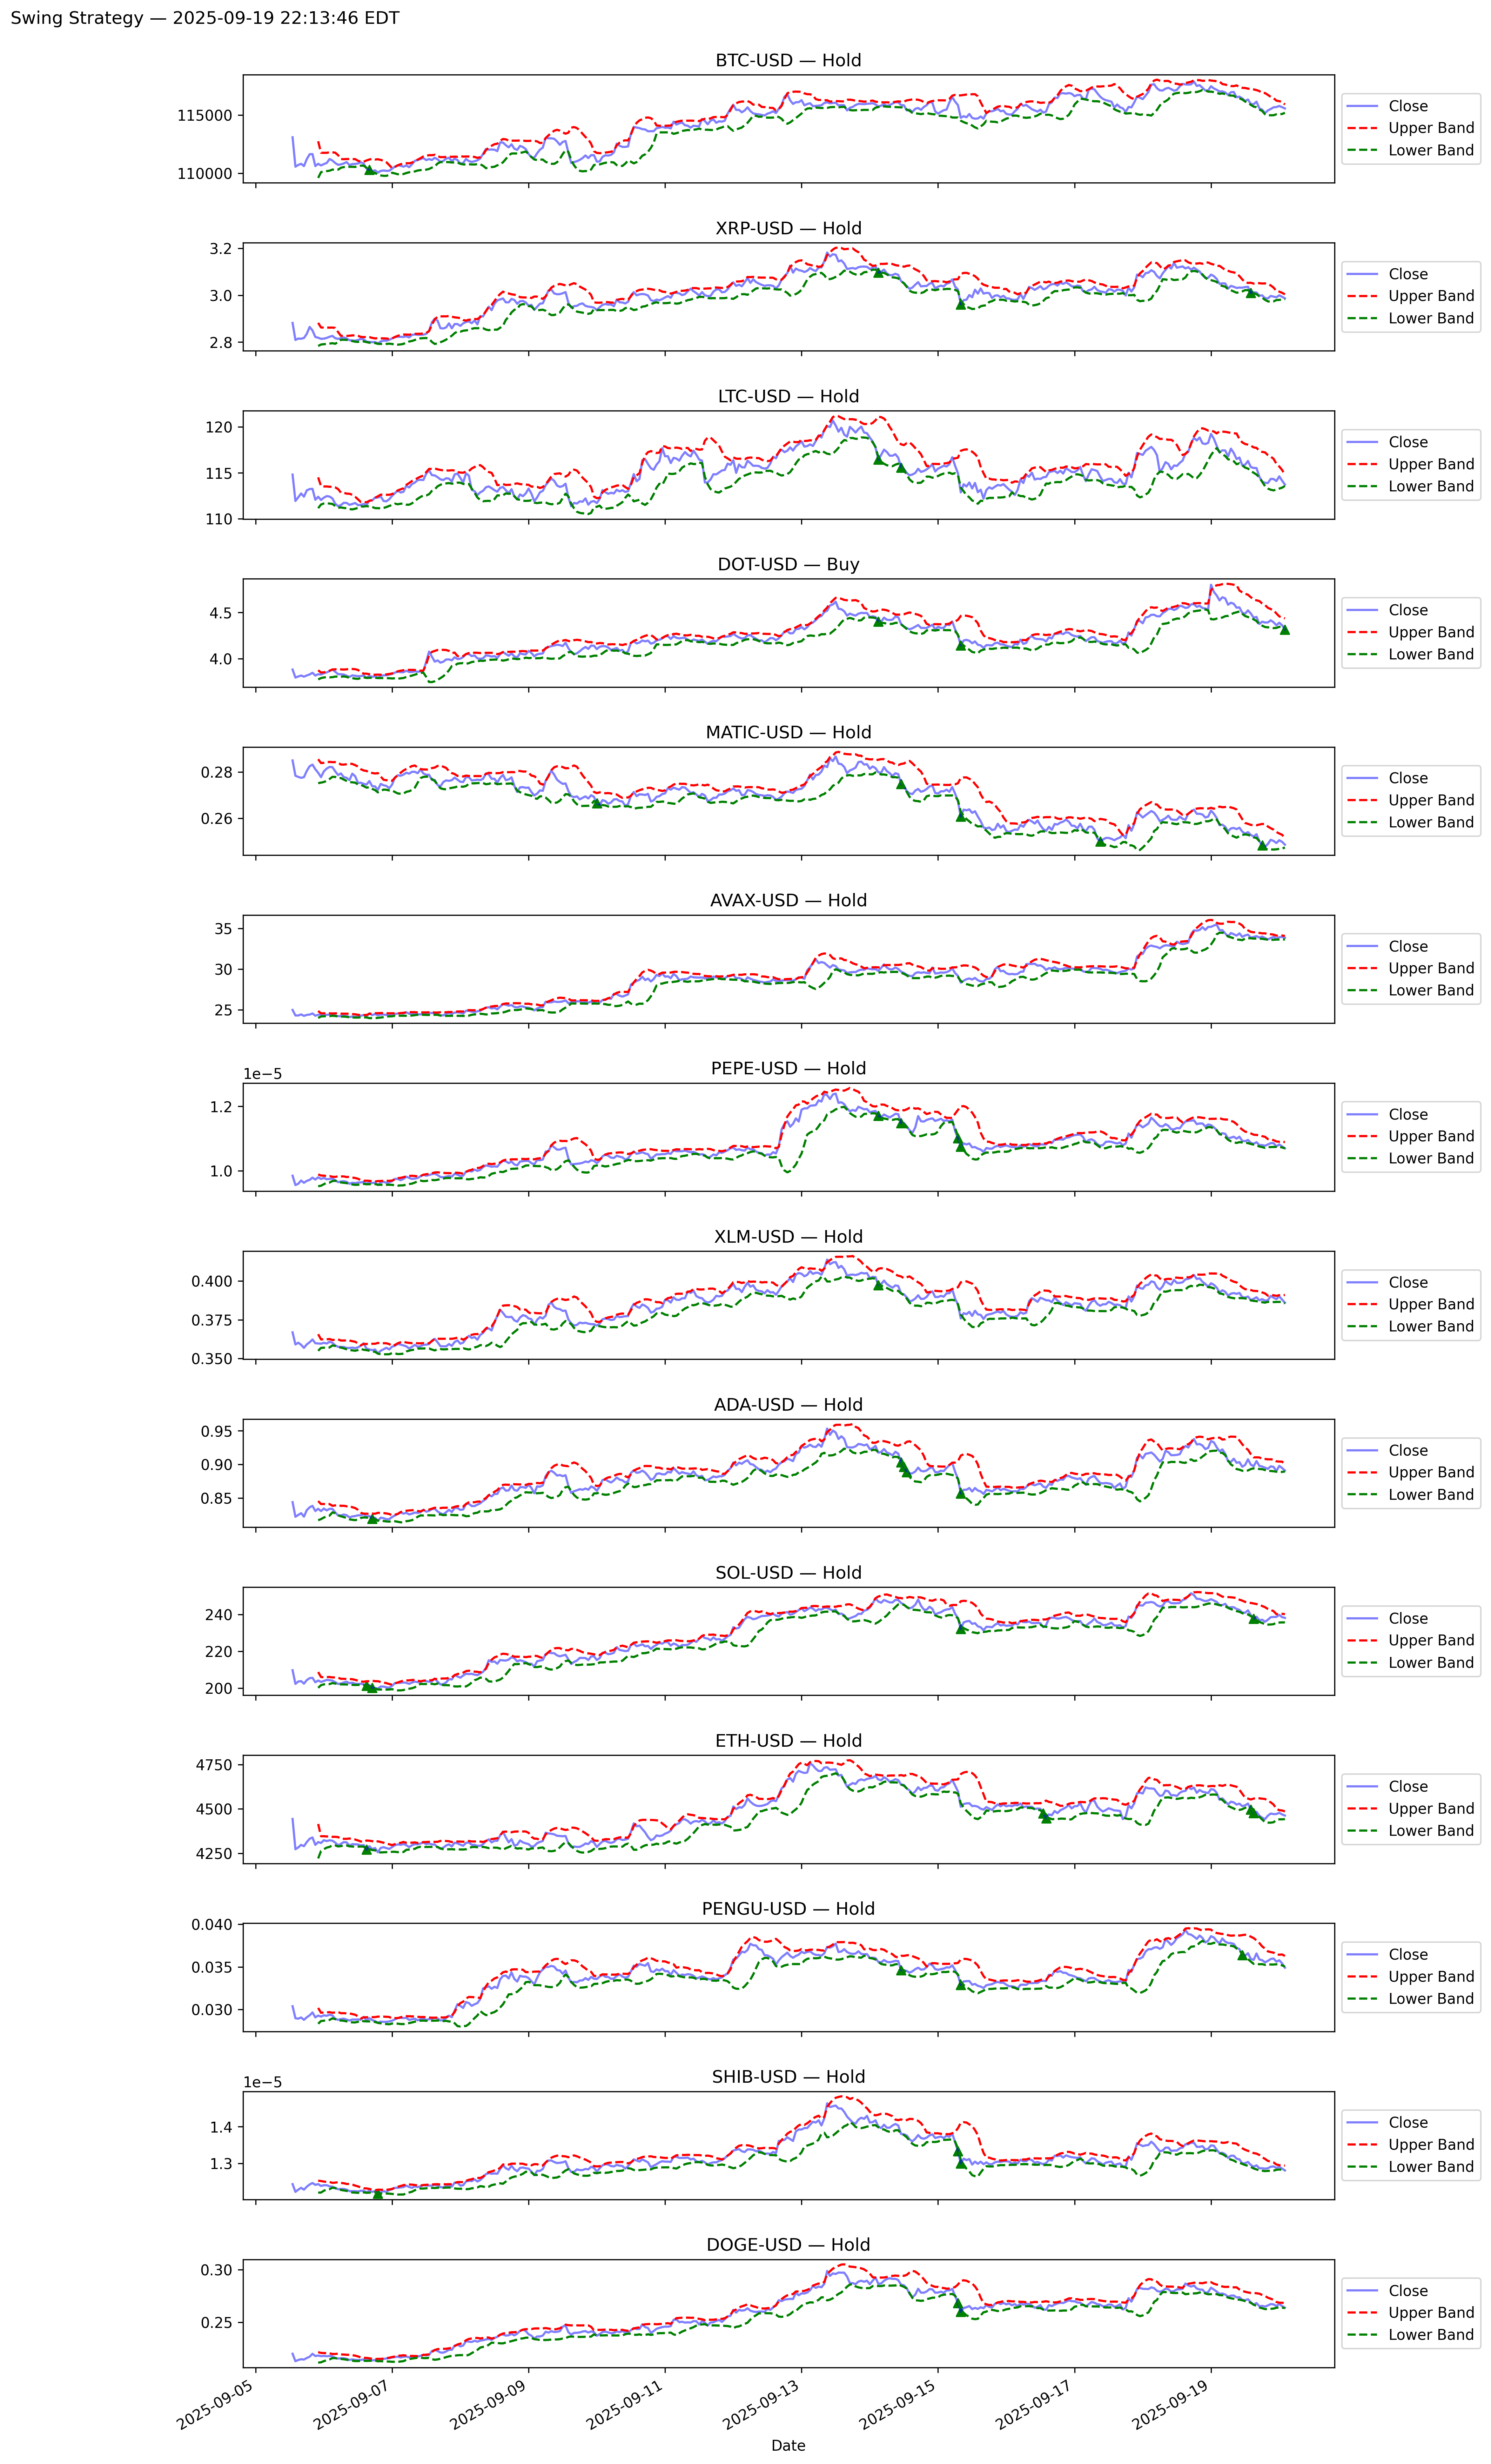 Swing Strategy — 2025-09-19 22:13:46 EDT
BTC-USD — Hold
115000
110000
Close
Upper Band
Lower Band
XRP-USD — Hold
3.2
3.0
2.8
Close
Upper Band
Lower Band
LTC-USD — Hold
120
115
110
Close
Upper Band
Lower Band
DOT-USD — Buy
4.5
4.0
Close
Upper Band
Lower Band
MATIC-USD — Hold
0.28
0.26
Close
Upper Band
Lower Band
AVAX-USD — Hold
35
30
25
Close
Upper Band
Lower Band
PEPE-USD — Hold
1e−5
1.2
1.0
Close
Upper Band
Lower Band
XLM-USD — Hold
0.400
0.375
0.350
Close
Upper Band
Lower Band
ADA-USD — Hold
0.95
0.90
0.85
Close
Upper Band
Lower Band
SOL-USD — Hold
240
220
200
Close
Upper Band
Lower Band
ETH-USD — Hold
4750
4500
4250
Close
Upper Band
Lower Band
PENGU-USD — Hold
0.040
0.035
0.030
Close
Upper Band
Lower Band
SHIB-USD — Hold
1e−5
1.4
1.3
Close
Upper Band
Lower Band
DOGE-USD — Hold
0.30
0.25
Close
Upper Band
Lower Band
2025-09-05
2025-09-07
2025-09-09
2025-09-11
2025-09-13
2025-09-15
2025-09-17
2025-09-19
Date